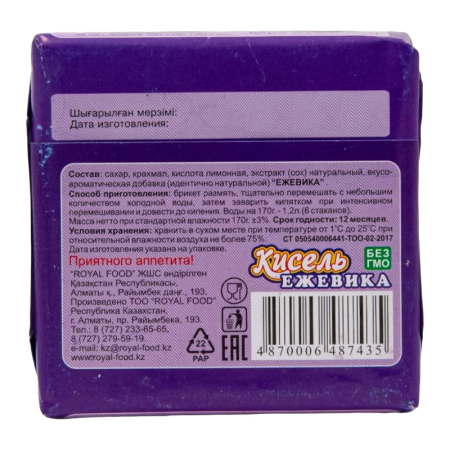 Шығарылған мерзімі:
Дата изготовления:
Состав: сахар, крахмал, кислота лимонная, экстракт (сок) натуральный, вкусо-
ароматическая добавка (идентично натуральной) "ЕЖЕВИКА"
Способ приготовления: брикет размять, тщательно перемешать с небольшим
количеством холодной воды, затем заварить кипятком при интенсивном
перемешивании и довести до кипения. Воды на 170г - 1,2л (6 стаканов).
Масса нетто при стандартной влажности 170г. ±3% Срок годности: 12 месяцев.
Условия хранения: хранить в сухом месте при температуре от 1°С до 25°С при
относительной влажности воздуха не более 75%. СТ 050540006441-ТОО-02-2017
Дата изготовления указана на упаковке.
Приятного аппетита!
"ROYAL FOOD" ЖШС өндірілген
Қазақстан Республикасы,
Алматы қ., Райымбек даңғ., 193.
Произведено ТОО "ROYAL FOOD"
Республика Казахстан,
г. Алматы, пр. Райымбека, 193.
Тел.: 8 (727) 233-65-65,
8 (727) 279-59-19.
e-mail: kz@royal-food.kz
www.royal-food.kz
Кисель
ЕЖЕВИКА
БЕЗ
ГМО
22
PAP
EAC
4 870006 487435